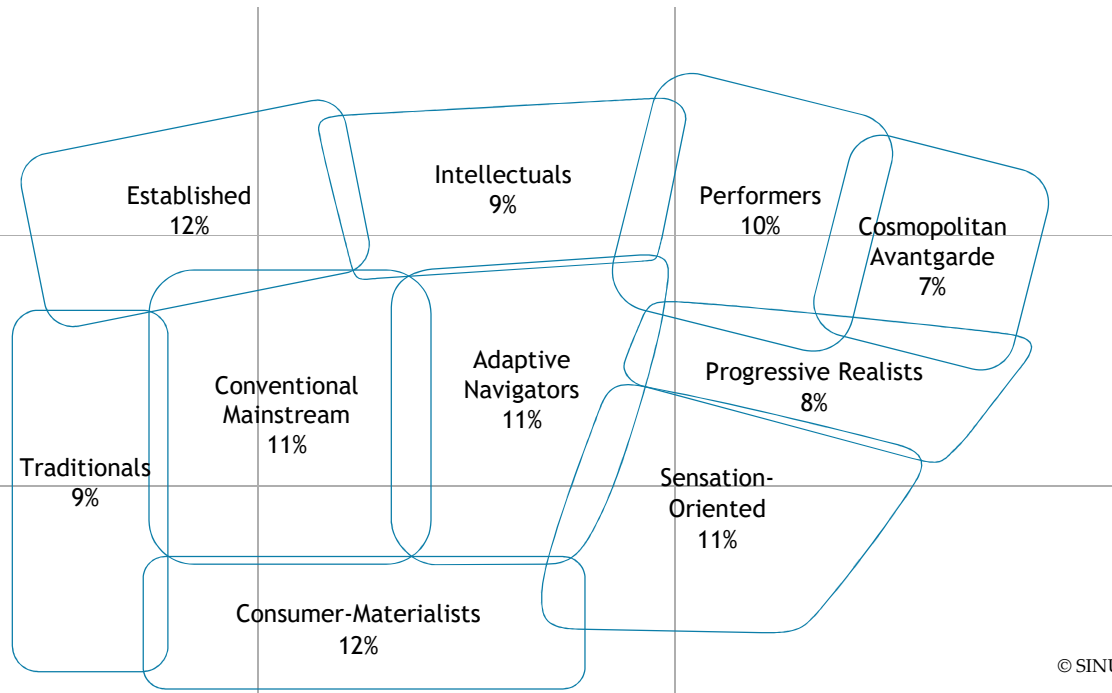 Established
12%
Intellectuals
9%
Performers
10%
Cosmopolitan
Avantgarde
7%
Conventional
Mainstream
11%
Adaptive
Navigators
11%
Progressive Realists
8%
Traditionals
9%
Sensation-
Oriented
11%
Consumer-Materialists
12%
© SINU